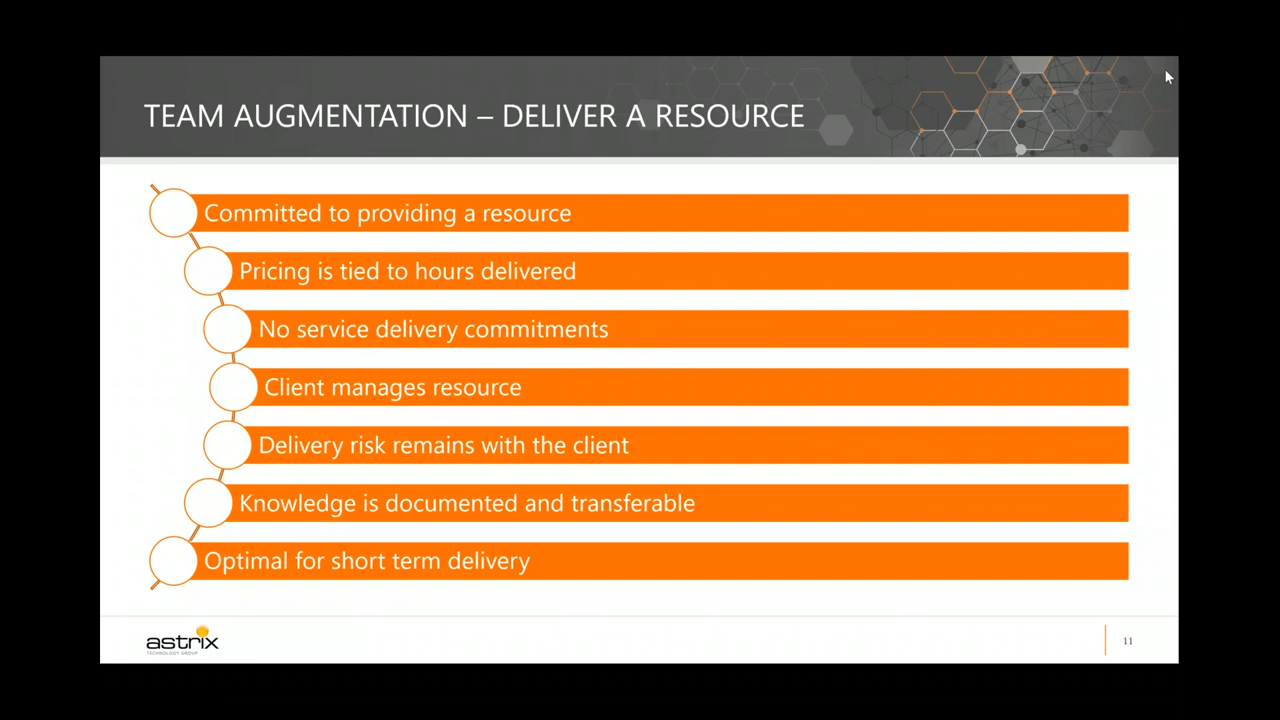 TEAM AUGMENTATION – DELIVER A RESOURCE
Committed to providing a resource
Pricing is tied to hours delivered
No service delivery commitments
Client manages resource
Delivery risk remains with the client
Knowledge is documented and transferable
Optimal for short term delivery
astrix
TECHNOLOGY GROUP
11